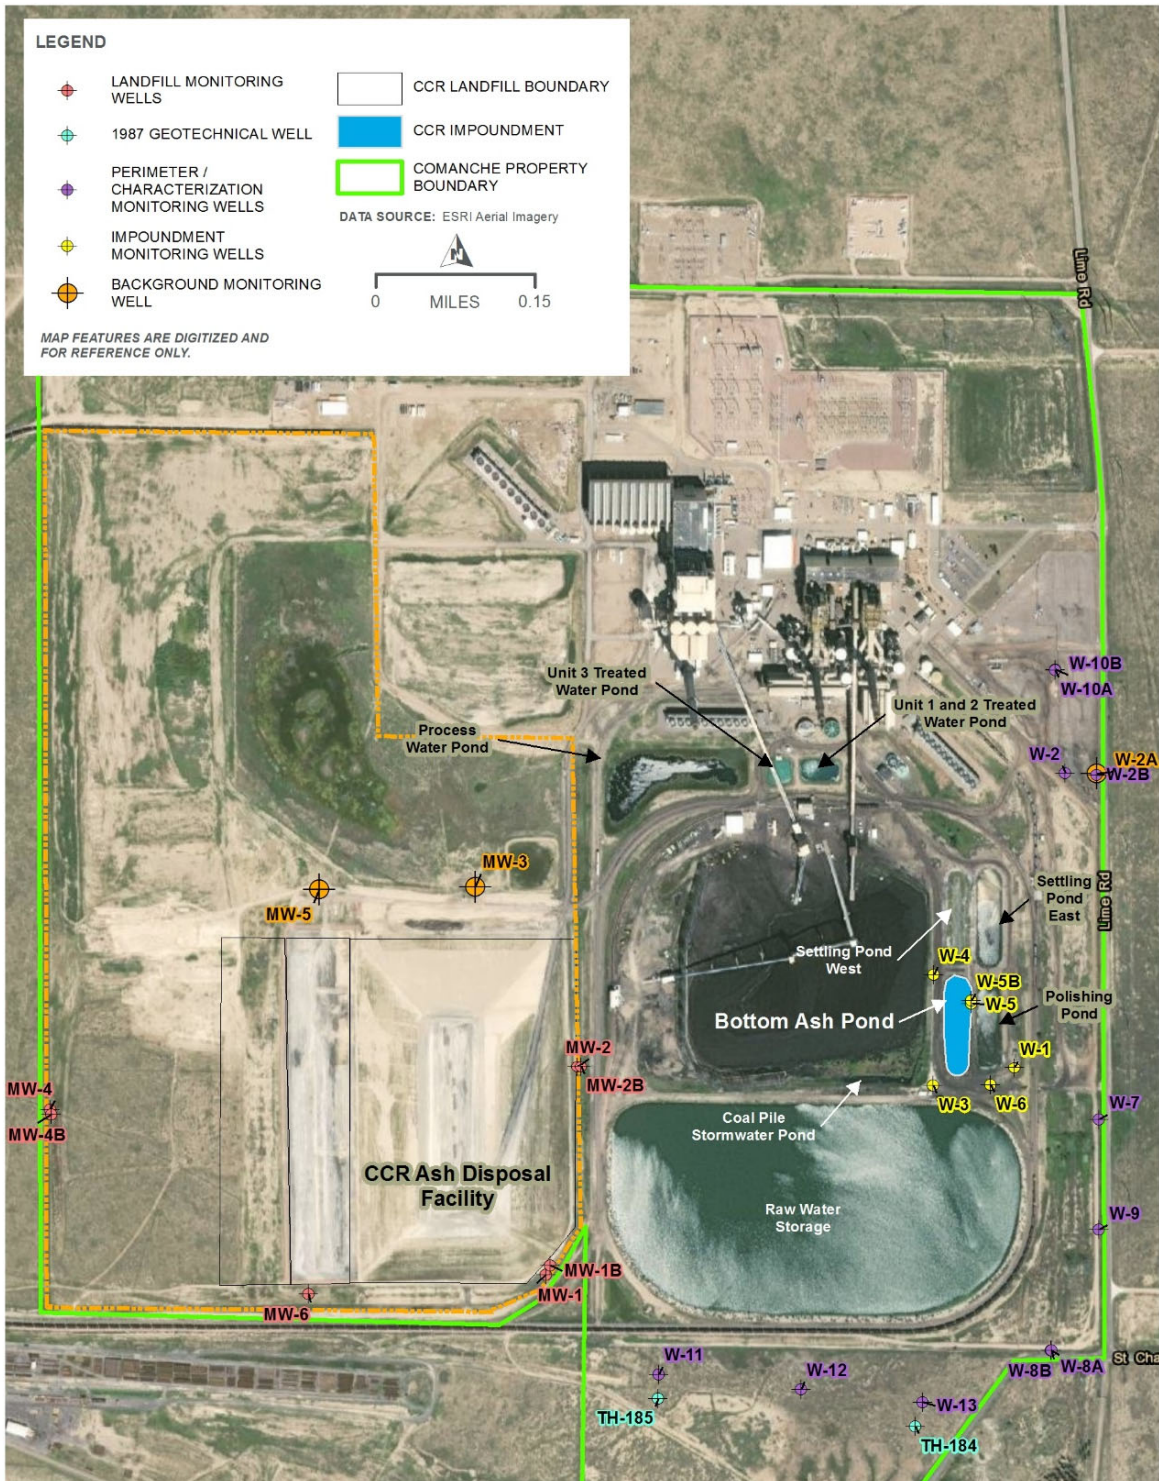 LEGEND
LANDFILL MONITORING
WELLS
1987 GEOTECHNICAL WELL
PERIMETER /
CHARACTERIZATION
MONITORING WELLS
IMPOUNDMENT
MONITORING WELLS
BACKGROUND MONITORING
WELL
CCR LANDFILL BOUNDARY
CCR IMPOUNDMENT
COMANCHE PROPERTY
BOUNDARY
DATA SOURCE: ESRI Aerial Imagery
N
0 MILES 0.15
MAP FEATURES ARE DIGITIZED AND
FOR REFERENCE ONLY.
Lime Rd
Unit 3 Treated
Water Pond
Process
Water Pond
Unit 1 and 2 Treated
Water Pond
W-10B
W-10A
W-2
W-2A
W-2B
MW-3
MW-5
Settling
Pond
East
Lime Rd
Settling Pond
West
W-4
W-5B
W-5
Polishing
Pond
Bottom Ash Pond
MW-2
MW-2B
W-1
MW-4
MW-4B
W-3
W-6
W-7
Coal Pile
Stormwater Pond
CCR Ash Disposal
Facility
Raw Water
Storage
W-9
MW-1B
MW-1
MW-6
W-11
W-12
W-8B
W-8A
St Cha
TH-185
W-13
TH-184